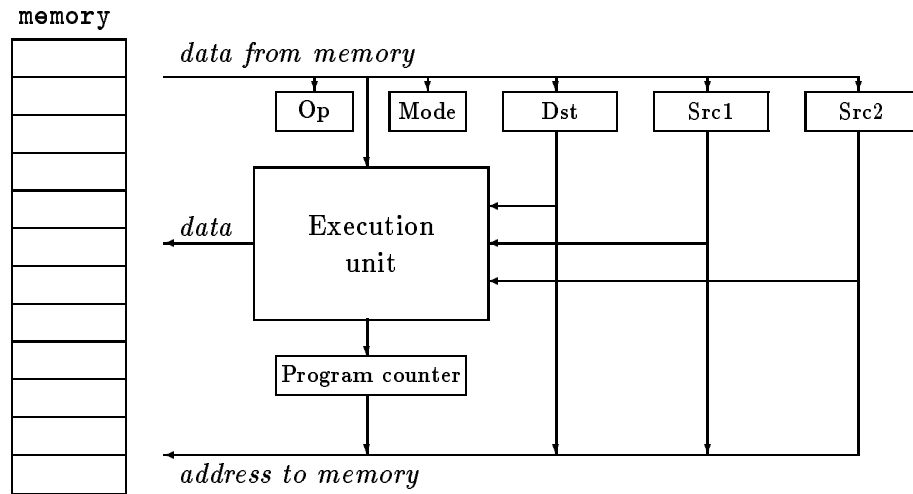 memory
data from memory
Op
Mode
Dst
Src1
Src2
Execution
unit
data
Program counter
address to memory